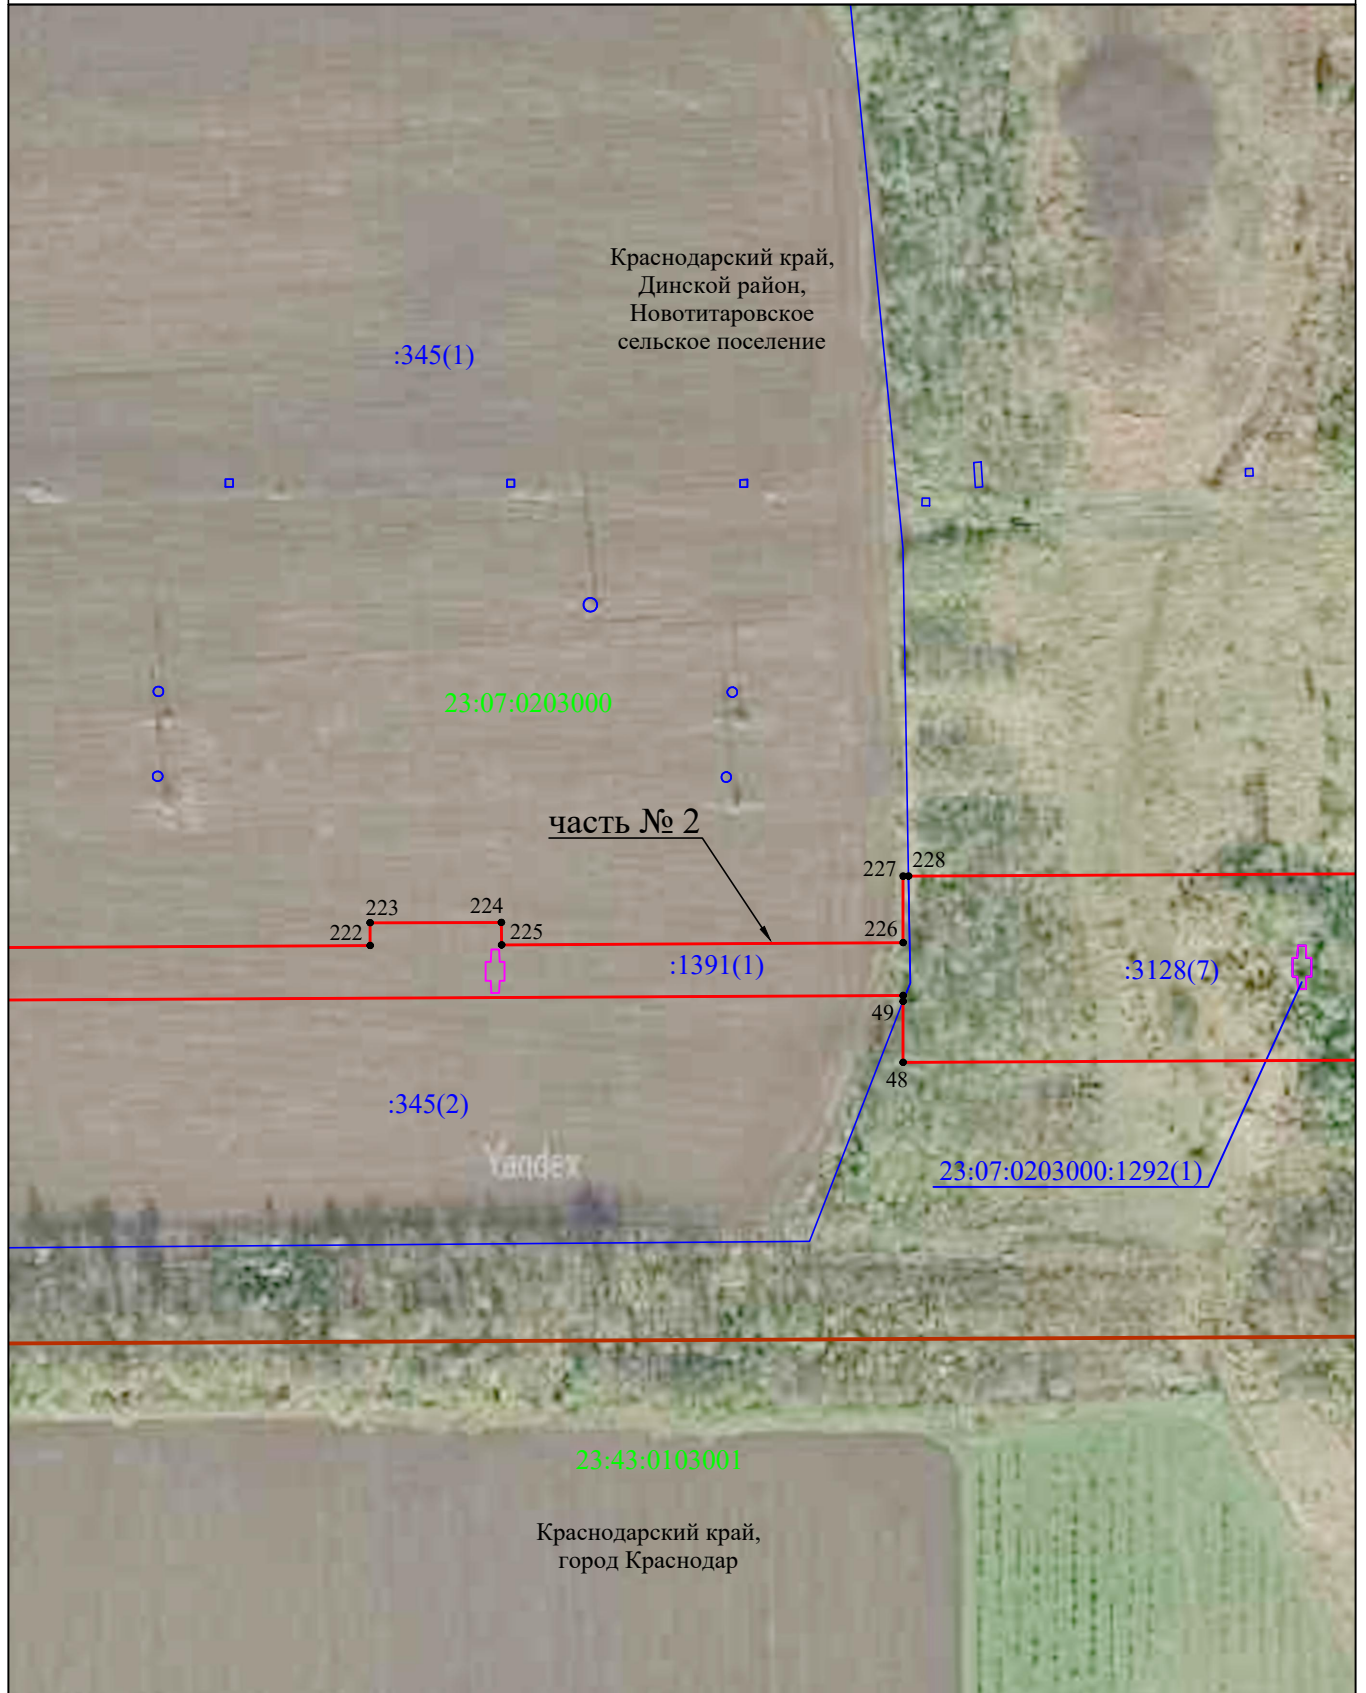 Краснодарский край,
Динской район,
Новотитаровское
сельское поселение
:345(1)
23:07:0203000
часть № 2
227
228
223
224
222
225
226
:1391(1)
:3128(7)
49
48
:345(2)
Yandex
23:07:0203000:1292(1)
23:43:0103001
Краснодарский край,
город Краснодар